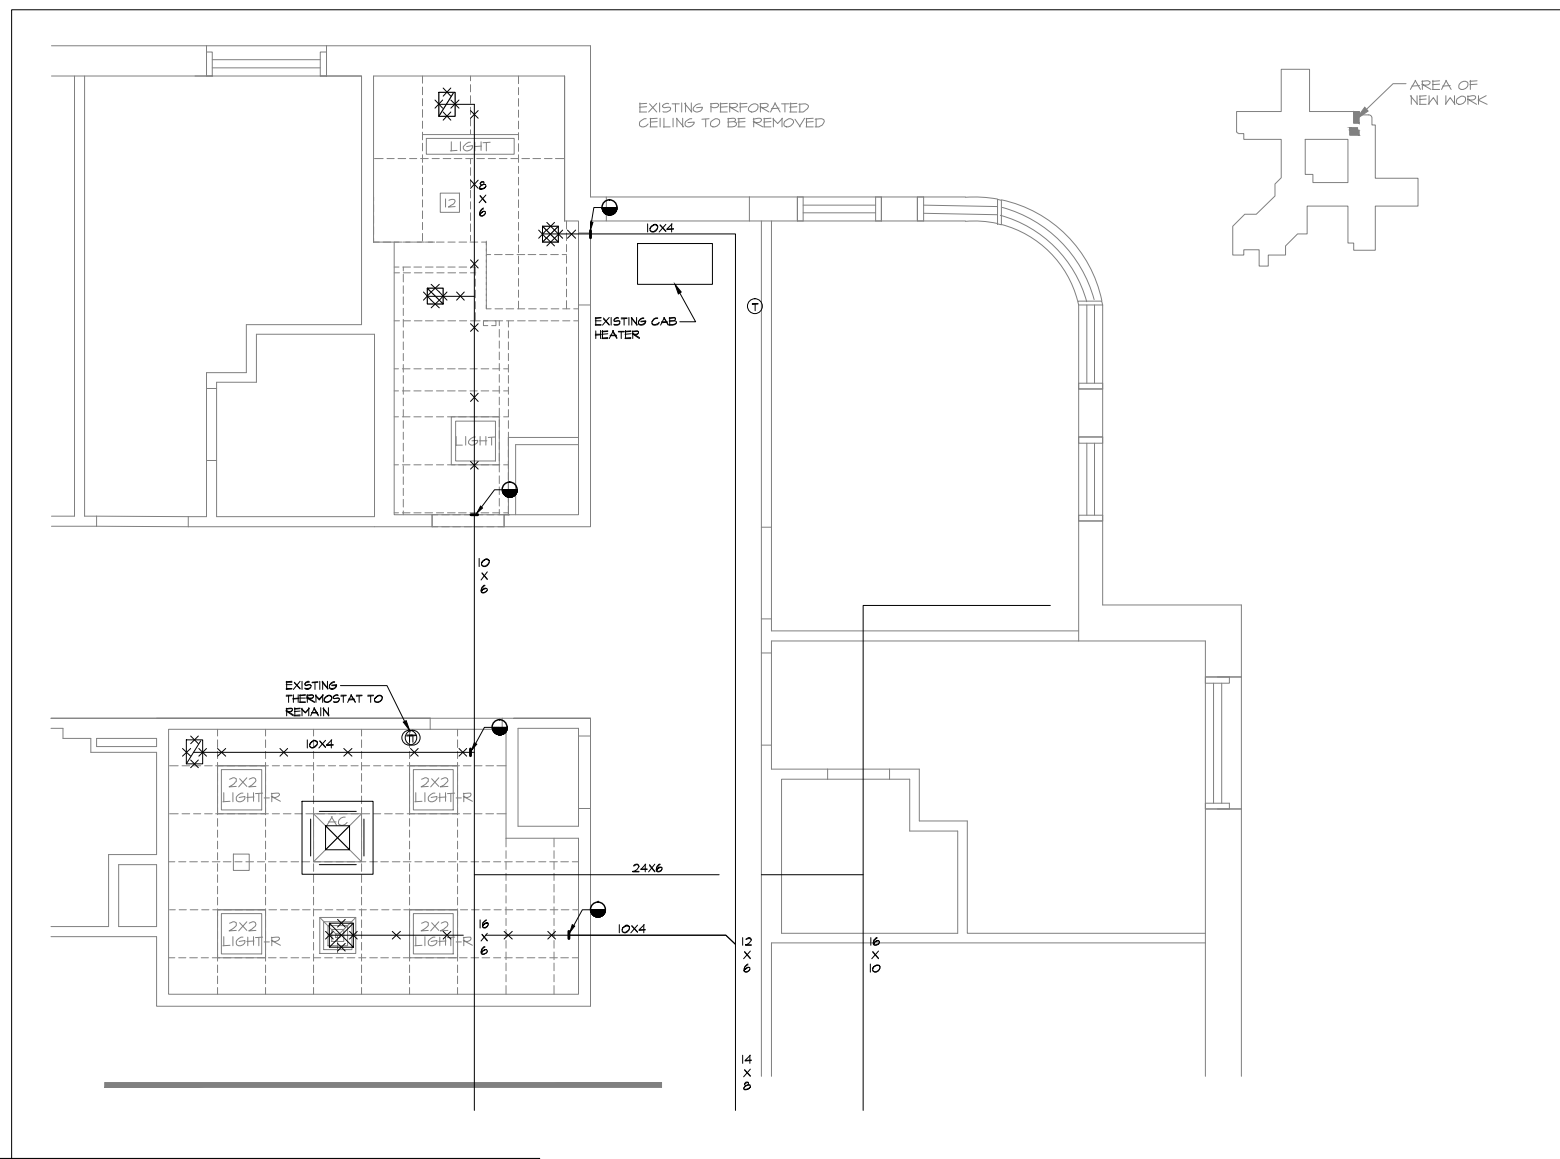 EXISTING PERFORATED
CEILING TO BE REMOVED
AREA OF
NEW WORK
LIGHT
8
X
6
12
10X4
T
EXISTING CAB
HEATER
LIGHT
10
X
6
EXISTING
THERMOSTAT TO
REMAIN
T
10X4
2X2
LIGHT-R
2X2
LIGHT-R
AC
24X6
2X2
LIGHT-R
2X2
LIGHT-R
16
X
6
10X4
12
X
6
16
X
10
14
X
8